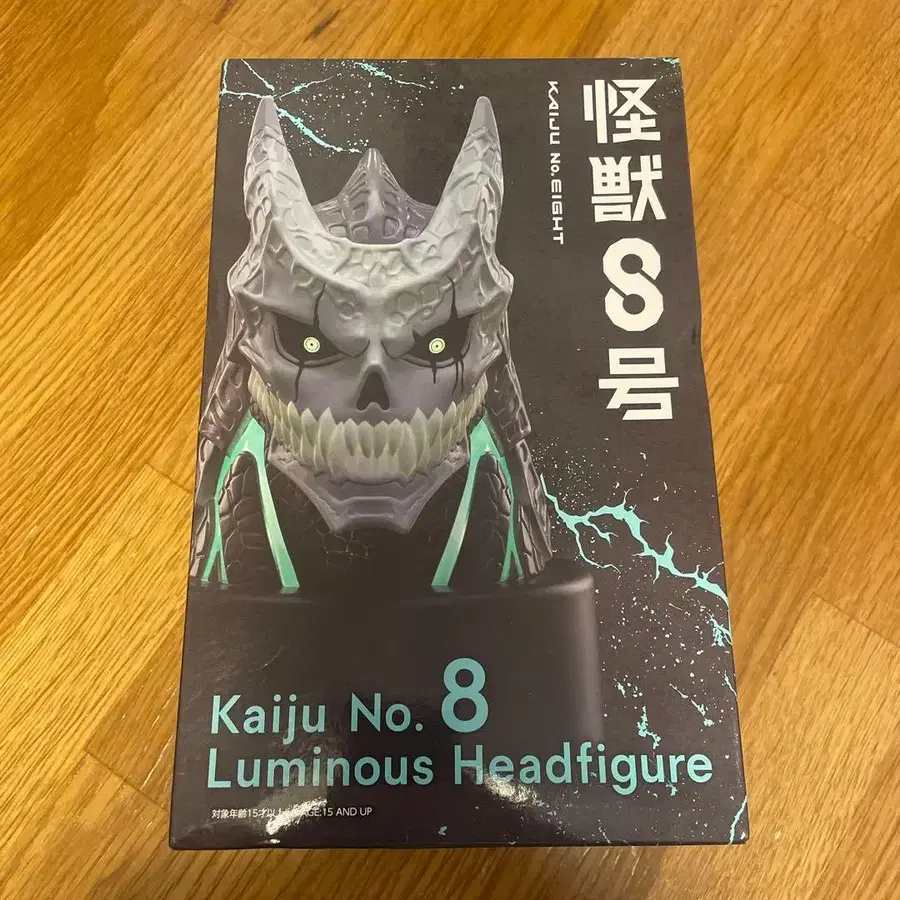 怪獣8号
KAIJU No. EIGHT
Kaiju No. 8
Luminous Headfigure
対象年齢15才以上 AGE:15 AND UP